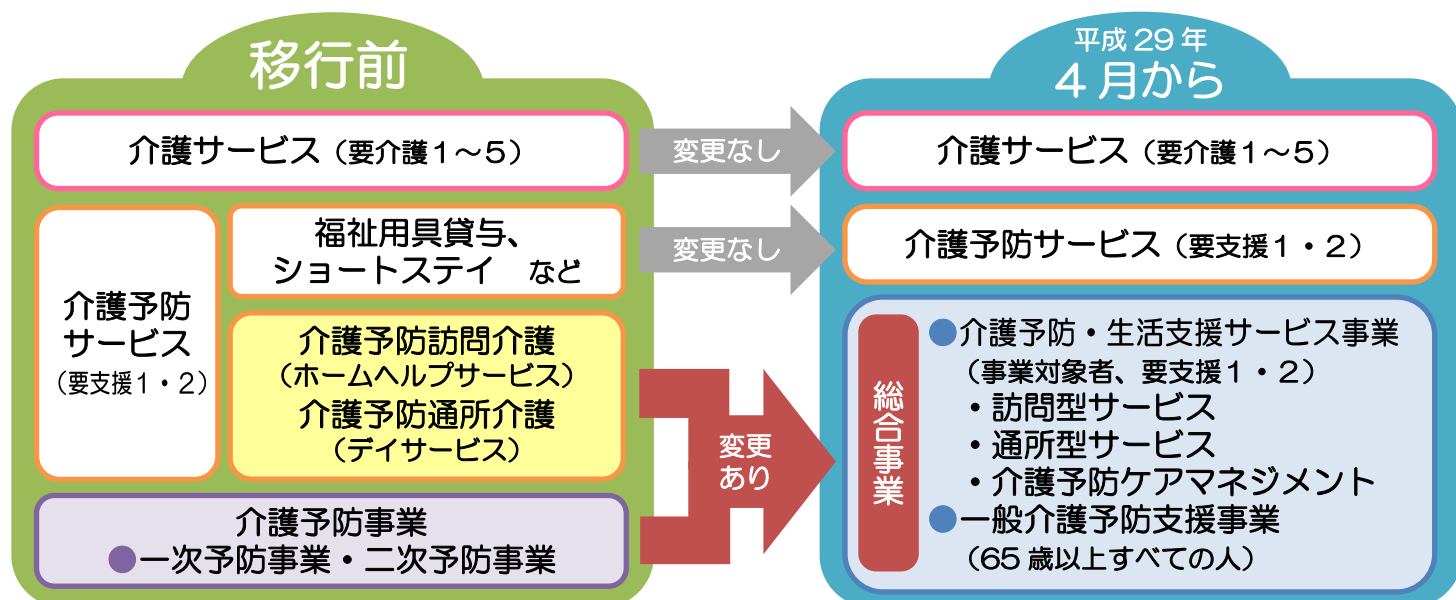 移行前
介護サービス（要介護１～５）
介護予防
サービス
（要支援１・２）
福祉用具貸与、
ショートステイ　など
介護予防訪問介護
（ホームヘルプサービス）
介護予防通所介護
（デイサービス）
介護予防事業
●一次予防事業・二次予防事業
変更なし
変更なし
変更
あり
平成 29 年
４月から
介護サービス（要介護１～５）
介護予防サービス（要支援１・２）
総合事業
●介護予防・生活支援サービス事業
（事業対象者、要支援１・２）
・訪問型サービス
・通所型サービス
・介護予防ケアマネジメント
●一般介護予防支援事業
（65 歳以上すべての人）